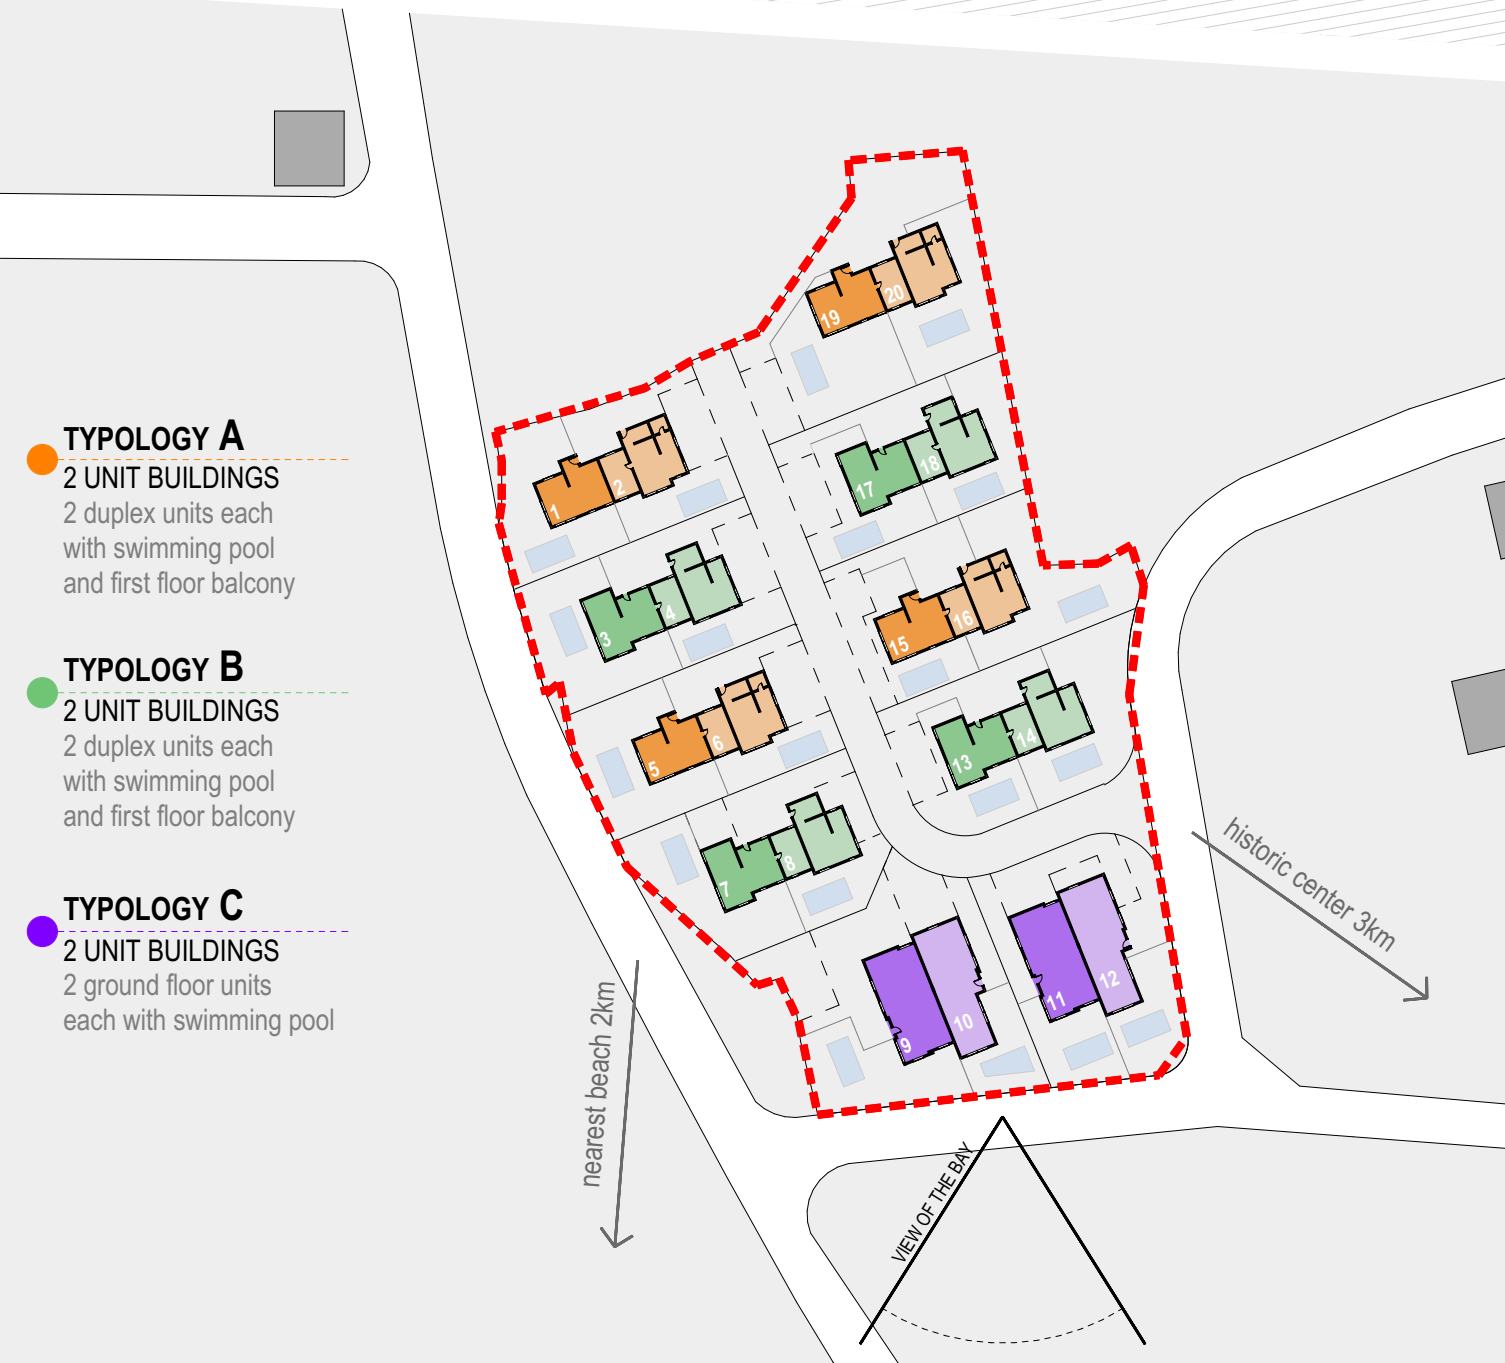 TYPOLOGY A
2 UNIT BUILDINGS
2 duplex units each
with swimming pool
and first floor balcony
TYPOLOGY B
2 UNIT BUILDINGS
2 duplex units each
with swimming pool
and first floor balcony
TYPOLOGY C
2 UNIT BUILDINGS
2 ground floor units
each with swimming pool
19
20
1
2
17
18
3
4
15
16
5
6
13
14
7
8
9
10
11
12
historic center 3km
nearest beach 2km
VIEW OF THE BAY